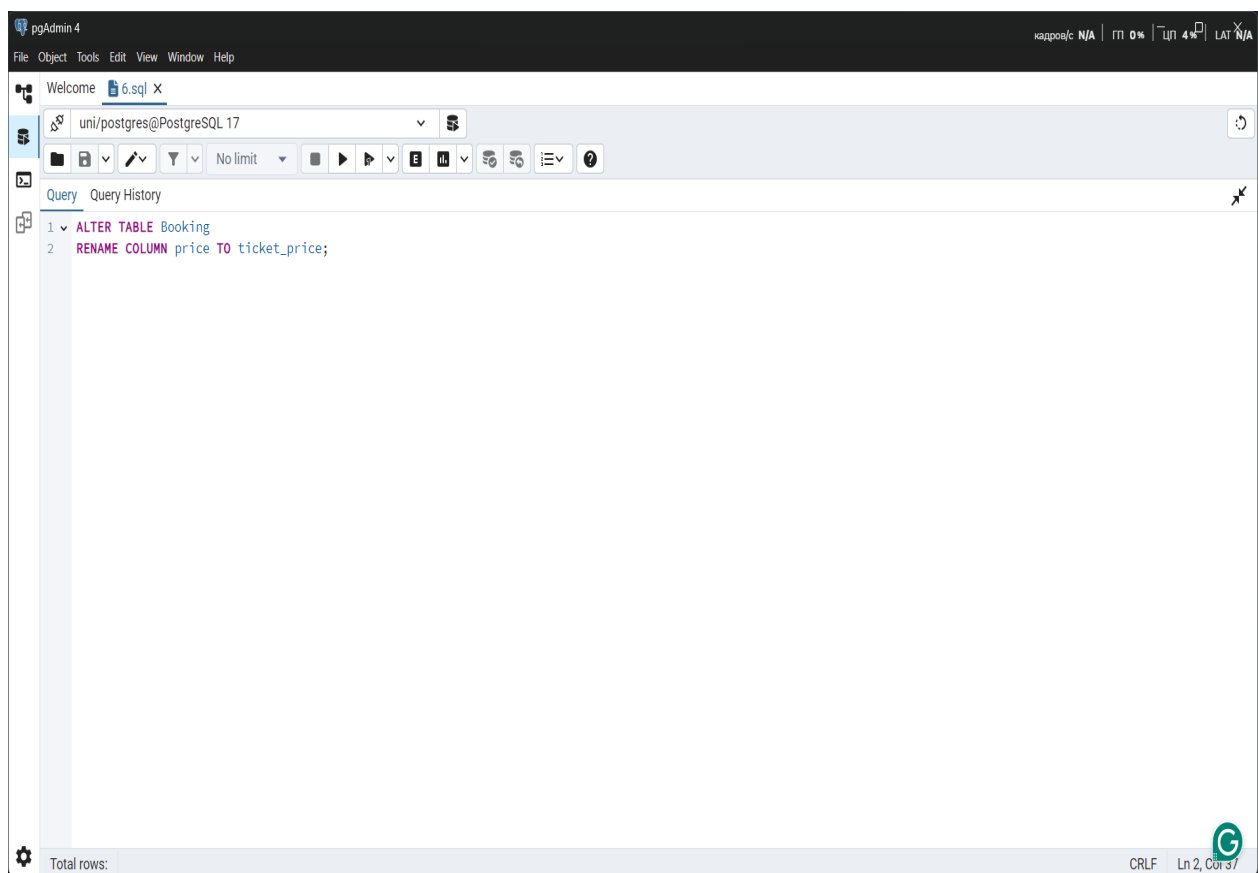 pgAdmin 4
кадров/с N/A | ГП 0% | ЦП 4% | LAT N/A
File Object Tools Edit View Window Help
Welcome 6.sql
uni/postgres@PostgreSQL 17
No limit
Query Query History
1 ALTER TABLE Booking
2 RENAME COLUMN price TO ticket_price;
Total rows:
CRLF Ln 2, Col 37